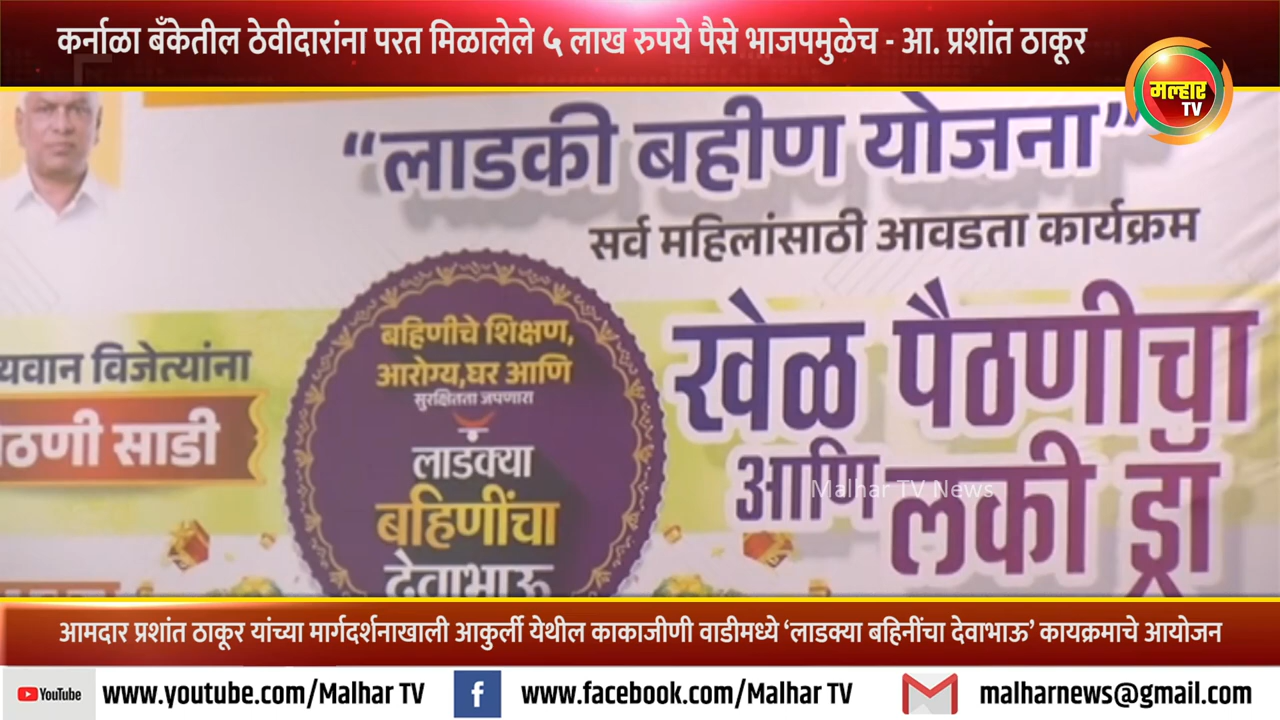 कर्नाळा बँकेतील ठेवीदारांना परत मिळालेले ५ लाख रुपये पैसे भाजपमुळेच - आ. प्रशांत ठाकूर
मल्हार
TV
“लाडकी बहीण योजना”
सर्व महिलांसाठी आवडता कार्यक्रम
खेळ पैठणीचा
आणि लकी ड्रॉ
विजेत्यांना
साडी
बहिणीचे शिक्षण,
आरोग्य,घर आणि
सुरक्षितता जपणारा
लाडक्या
बहिणींचा
देवाभाऊ
Malhar TV News
आमदार प्रशांत ठाकूर यांच्या मार्गदर्शनाखाली आकुर्ली येथील काकाजीणी वाडीमध्ये ‘लाडक्या बहिनींचा देवाभाऊ’ कायक्रमाचे आयोजन
YouTube www.youtube.com/Malhar TV www.facebook.com/Malhar TV malharnews@gmail.com